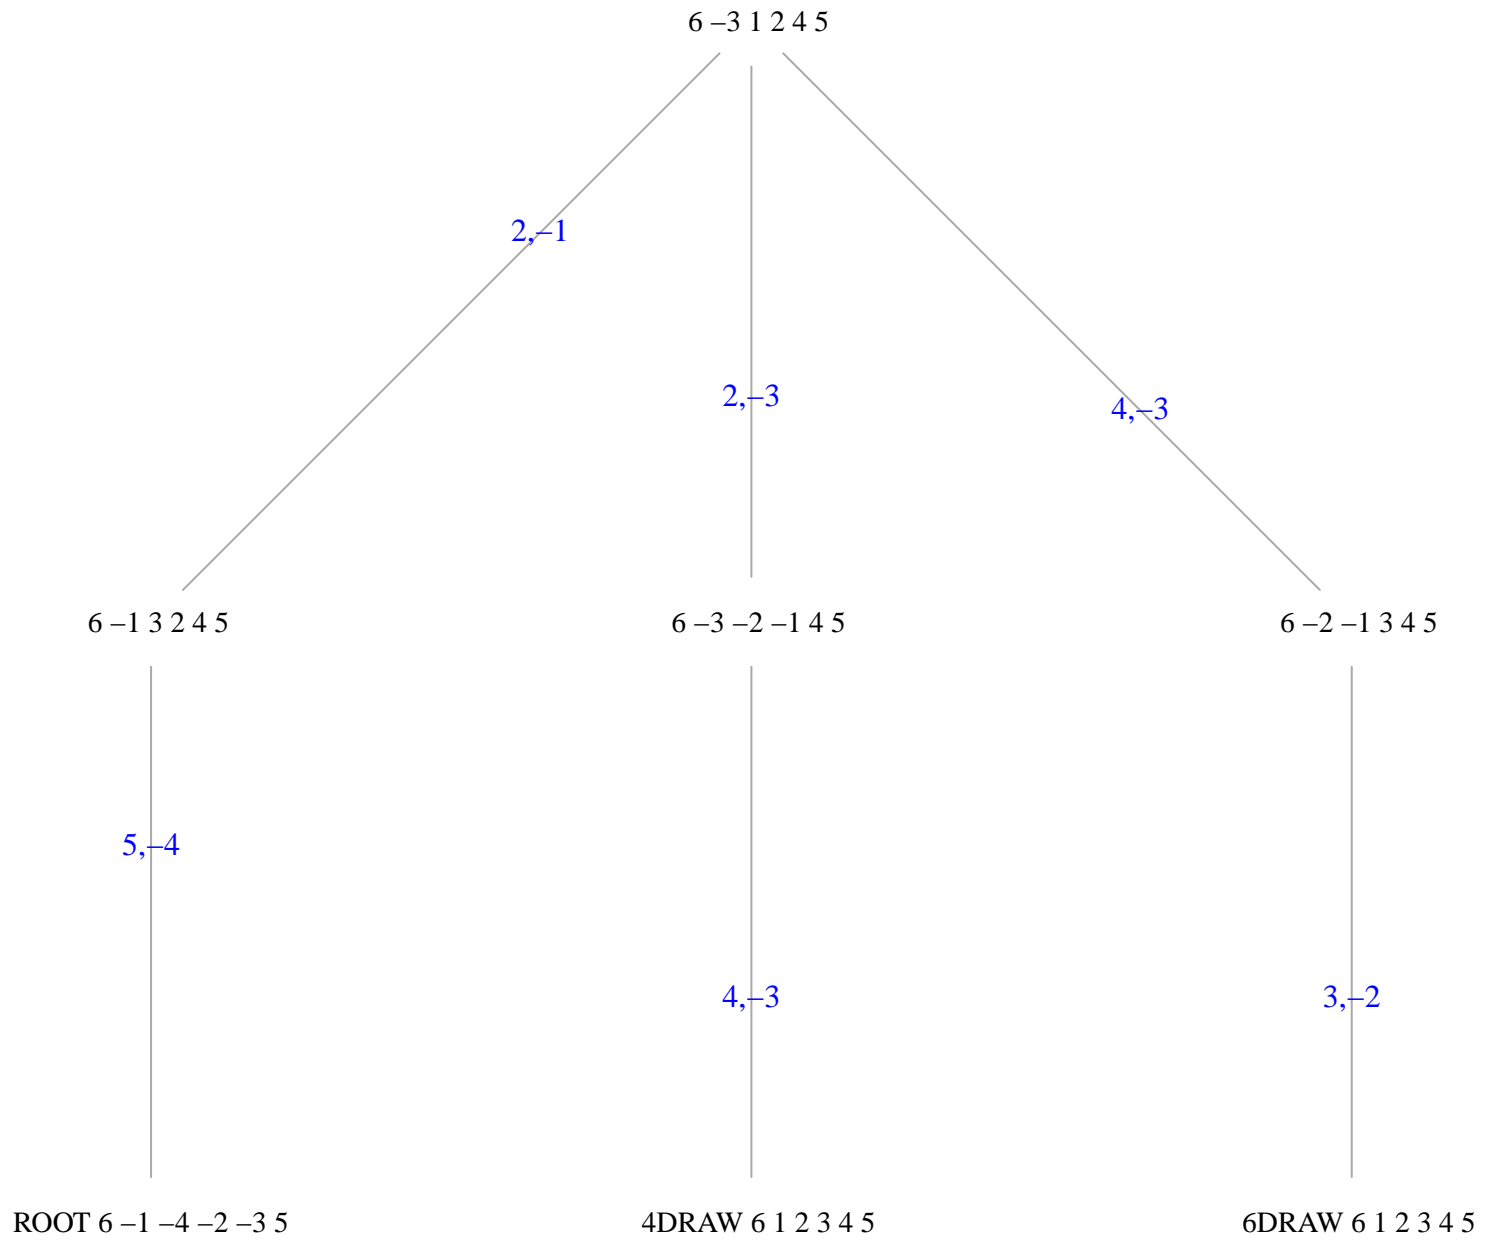 6 –3 1 2 4 5
2,–1
2,–3
4,–3
6 –1 3 2 4 5
6 –3 –2 –1 4 5
6 –2 –1 3 4 5
5,–4
4,–3
3,–2
ROOT 6 –1 –4 –2 –3 5
4DRAW 6 1 2 3 4 5
6DRAW 6 1 2 3 4 5